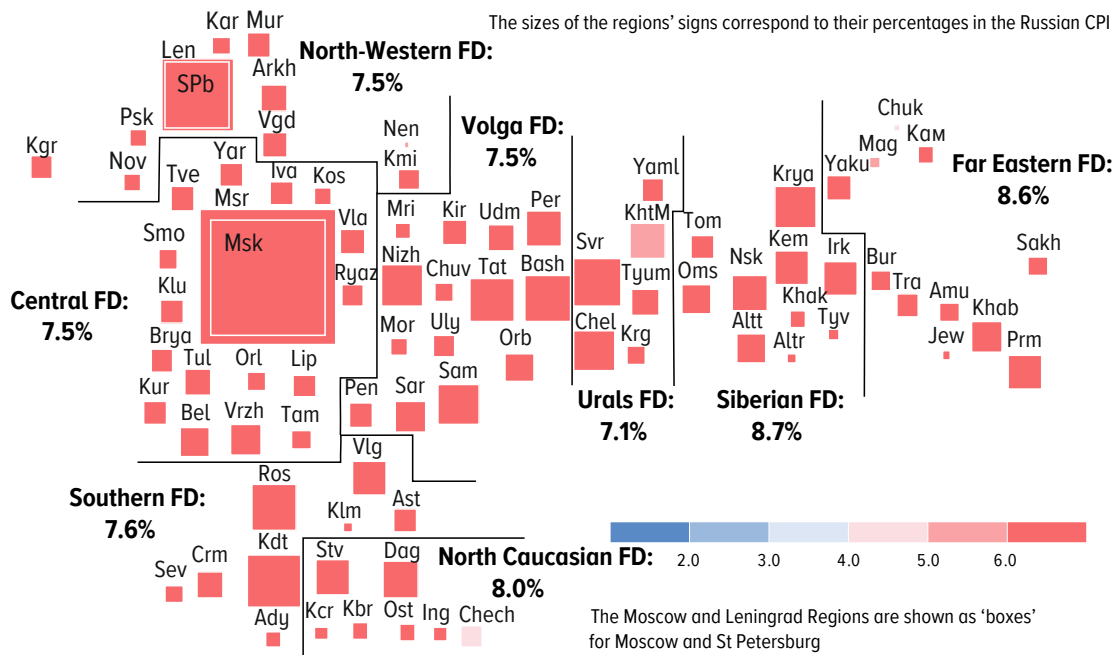 The sizes of the regions’ signs correspond to their percentages in the Russian CPI
Kar
Mur
Len
SPb
North-Western FD:
7.5%
Arkh
Psk
Vgd
Kgr
Nov
Nen
Kmi
Volga FD:
7.5%
Chuk
Mag
Кам
Far Eastern FD:
8.6%
Tve
Yar
Iva
Kos
Msr
Msk
Vla
Mri
Kir
Udm
Per
Yaml
KhtM
Tom
Krya
Yaku
Smo
Klu
Ryaz
Nizh
Chuv
Tat
Bash
Svr
Tyum
Oms
Nsk
Kem
Irk
Bur
Tra
Amu
Khab
Sakh
Central FD:
7.5%
Brya
Tul
Orl
Lip
Mor
Uly
Orb
Chel
Krg
Altt
Khak
Altr
Tyv
Jew
Prm
Kur
Bel
Vrzh
Tam
Pen
Sar
Sam
Urals FD:
7.1%
Siberian FD:
8.7%
Southern FD:
7.6%
Ros
Vlg
Klm
Ast
Sev
Crm
Kdt
Ady
Stv
Dag
North Caucasian FD:
8.0%
Kcr
Kbr
Ost
Ing
Chech
2.0
3.0
4.0
5.0
6.0
The Moscow and Leningrad Regions are shown as ‘boxes’
for Moscow and St Petersburg